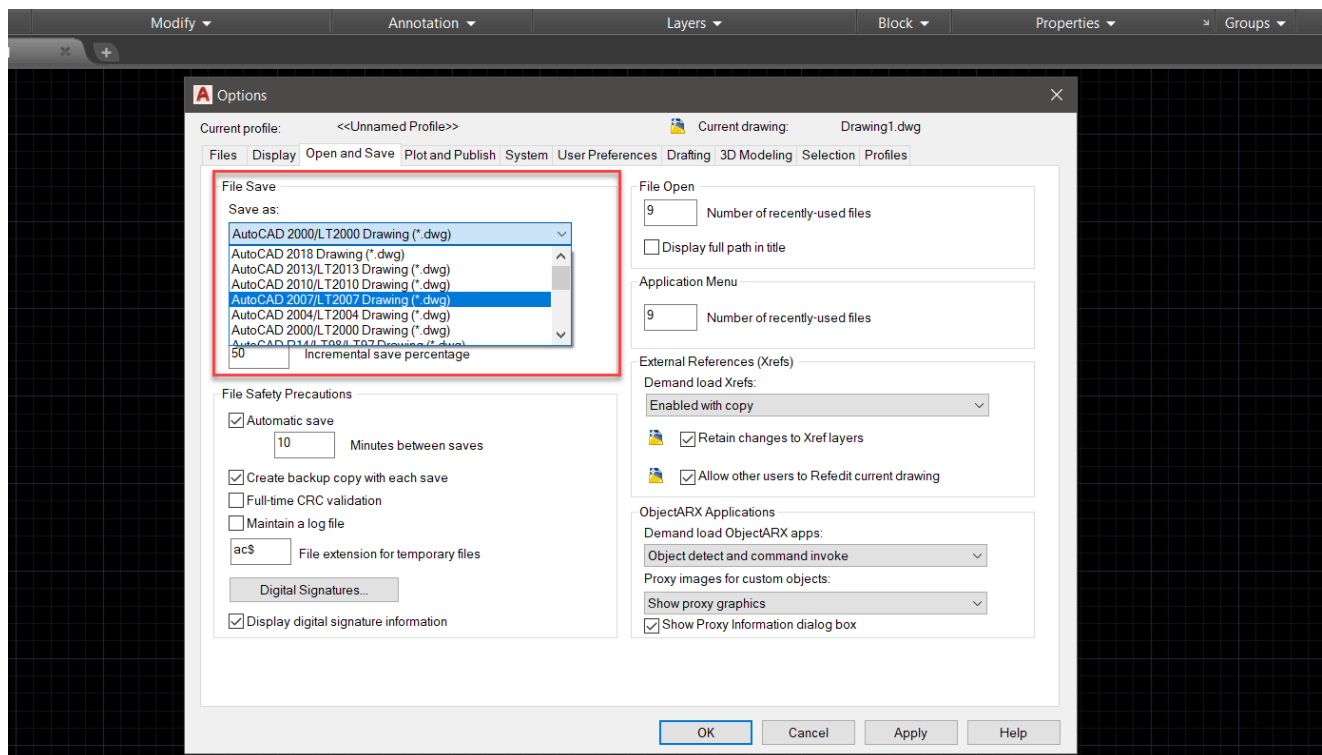 Modify Annotation Layers Block Properties Groups
Options
Current profile: <<Unnamed Profile>> Current drawing: Drawing1.dwg
Files Display Open and Save Plot and Publish System User Preferences Drafting 3D Modeling Selection Profiles
File Save
Save as:
AutoCAD 2000/LT2000 Drawing (*.dwg)
AutoCAD 2018 Drawing (*.dwg)
AutoCAD 2013/LT2013 Drawing (*.dwg)
AutoCAD 2010/LT2010 Drawing (*.dwg)
AutoCAD 2007/LT2007 Drawing (*.dwg)
AutoCAD 2004/LT2004 Drawing (*.dwg)
AutoCAD 2000/LT2000 Drawing (*.dwg)
AutoCAD R14/LT98/LT97 Drawing (*.dwg)
50 Incremental save percentage
File Safety Precautions
Automatic save
10 Minutes between saves
Create backup copy with each save
Full-time CRC validation
Maintain a log file
ac$ File extension for temporary files
Digital Signatures...
Display digital signature information
File Open
9 Number of recently-used files
Display full path in title
Application Menu
9 Number of recently-used files
External References (Xrefs)
Demand load Xrefs:
Enabled with copy
Retain changes to Xref layers
Allow other users to Refedit current drawing
ObjectARX Applications
Demand load ObjectARX apps:
Object detect and command invoke
Proxy images for custom objects:
Show proxy graphics
Show Proxy Information dialog box
OK Cancel Apply Help